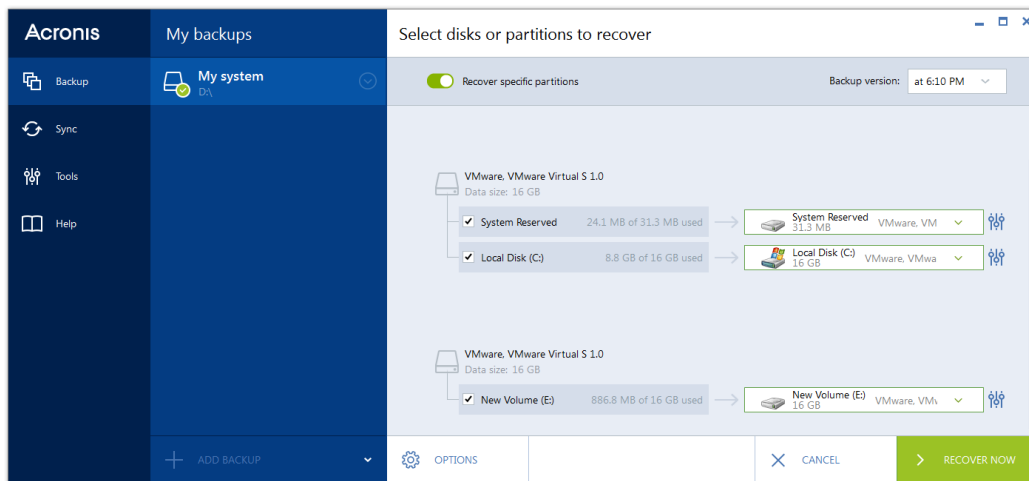 Acronis
Backup
Sync
Tools
Help
My backups
My system
D:\
ADD BACKUP
Select disks or partitions to recover
Recover specific partitions
Backup version: at 6:10 PM
VMware, VMware Virtual S 1.0
Data size: 16 GB
System Reserved 24.1 MB of 31.3 MB used System Reserved VMware, VM
31.3 MB
Local Disk (C:) 8.8 GB of 16 GB used Local Disk (C:) VMware, VMwa
16 GB
VMware, VMware Virtual S 1.0
Data size: 16 GB
New Volume (E:) 886.8 MB of 16 GB used New Volume (E:) VMware, VM
16 GB
OPTIONS
CANCEL
RECOVER NOW